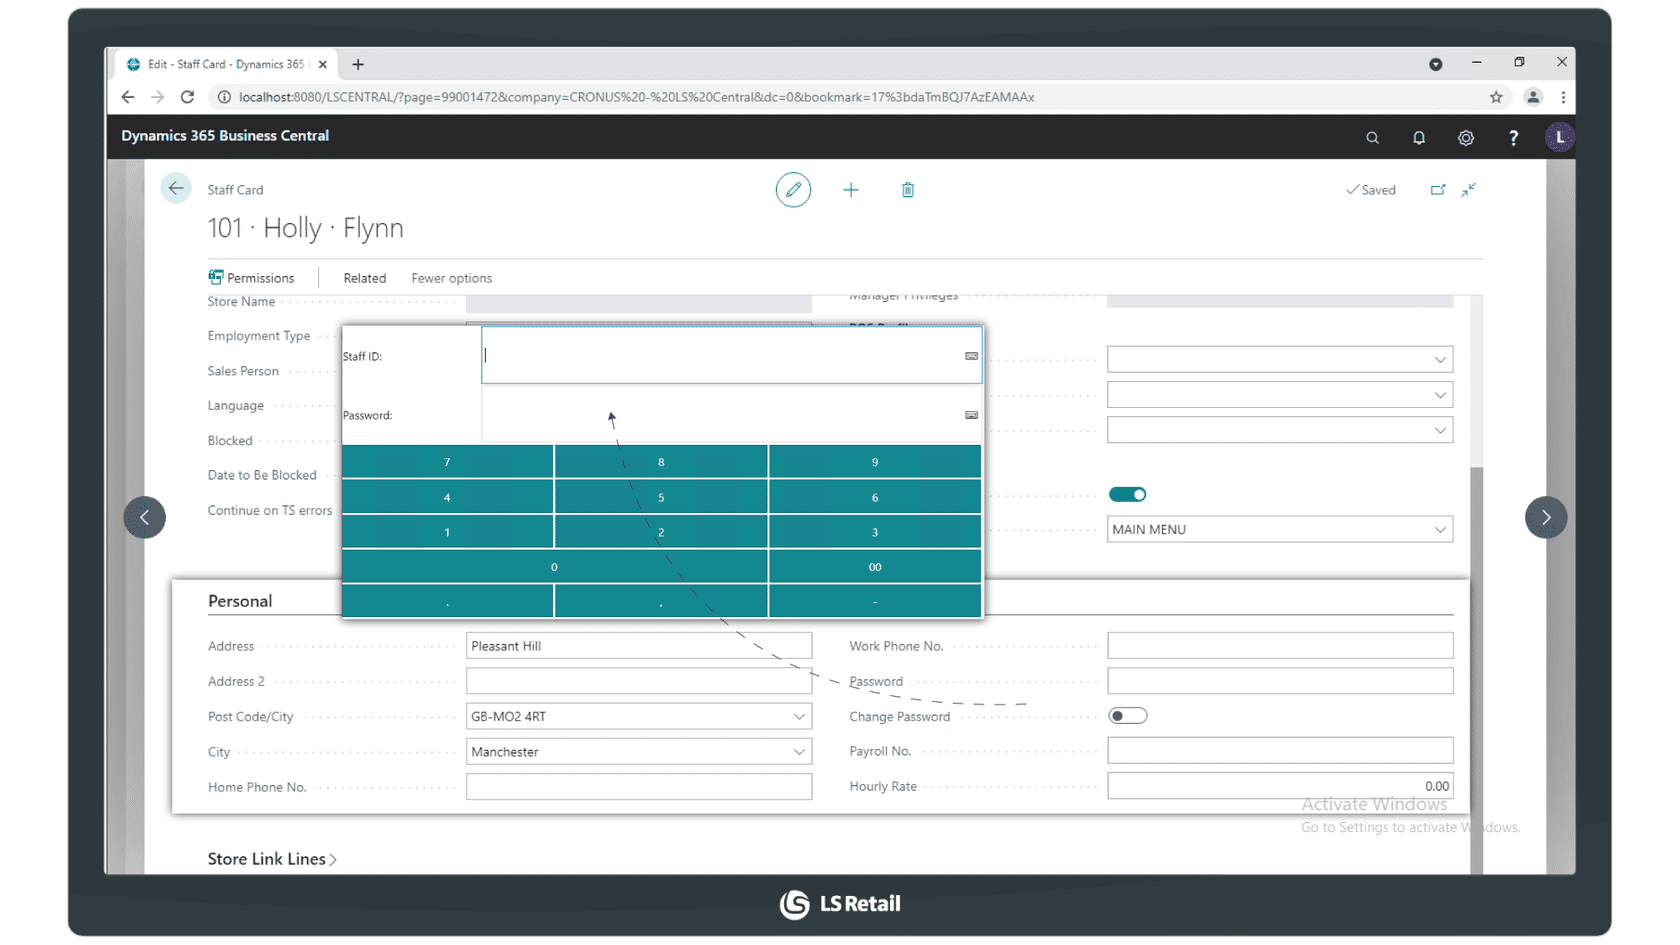 Edit - Staff Card - Dynamics 365
localhost:8080/LSCENTRAL/?page=99001472&company=CRONUS%20-%20LS%20Central&dc=0&bookmark=17%3bdaTmBQJ7AzEAMAAx
Dynamics 365 Business Central
L
Staff Card
Saved
101 · Holly · Flynn
Permissions
Related
Fewer options
Store Name
Manager Privileges
Employment Type
Sales Person
Language
Blocked
Date to Be Blocked
Continue on TS errors
Staff ID:
Password:
7 8 9
4 5 6
1 2 3
0 00
. , -
MAIN MENU
Personal
Address
Pleasant Hill
Work Phone No.
Address 2
Password
Post Code/City
GB-MO2 4RT
Change Password
City
Manchester
Payroll No.
Home Phone No.
Hourly Rate
0.00
Activate Windows
Go to Settings to activate Windows.
Store Link Lines
LS Retail